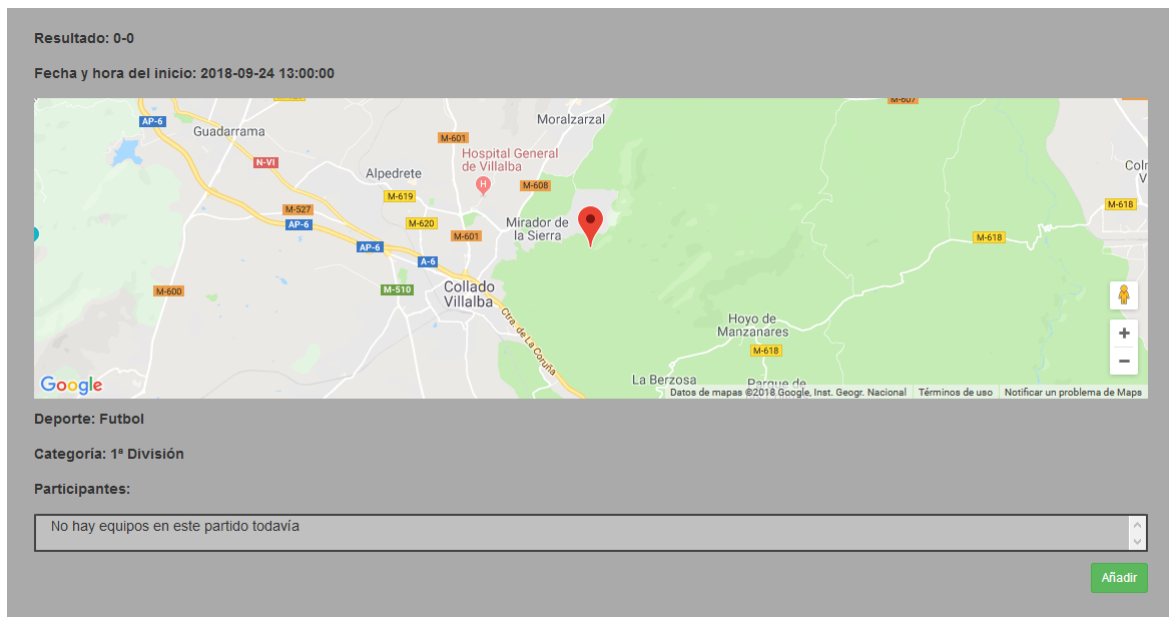 Resultado: 0-0
Fecha y hora del inicio: 2018-09-24 13:00:00
M-607
Moralzarzal
AP-6
Guadarrama
M-601
Hospital General
de Villalba
N-VI
Alpedrete
H
M-608
M-619
M-618
M-527
AP-6
M-620
Mirador de
la Sierra
M-601
M-618
AP-6
A-6
M-600
M-510
Collado
Villalba
Ctra. de La Coruña
Hoyo de
Manzanares
M-618
+
−
La Berzosa
Parque de
Google
Datos de mapas ©2018 Google, Inst. Geogr. Nacional Términos de uso Notificar un problema de Maps
Deporte: Futbol
Categoría: 1ª División
Participantes:
No hay equipos en este partido todavía
Añadir